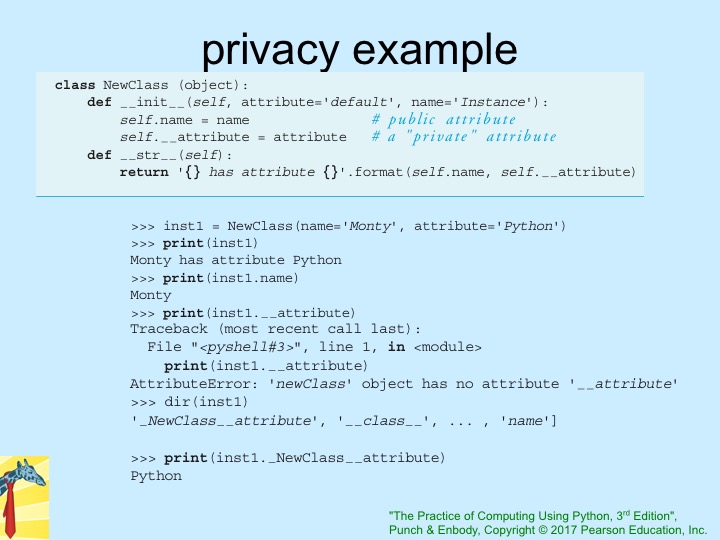 privacy example
class NewClass (object):
def __init__(self, attribute='default', name='Instance'):
self.name = name # public attribute
self.__attribute = attribute # a "private" attribute
def __str__(self):
return '{} has attribute {}'.format(self.name, self.__attribute)
>>> inst1 = NewClass(name='Monty', attribute='Python')
>>> print(inst1)
Monty has attribute Python
>>> print(inst1.name)
Monty
>>> print(inst1.__attribute)
Traceback (most recent call last):
File "<pyshell#3>", line 1, in <module>
print(inst1.__attribute)
AttributeError: 'newClass' object has no attribute '__attribute'
>>> dir(inst1)
'_NewClass__attribute', '__class__', ... , 'name']
>>> print(inst1._NewClass__attribute)
Python
"The Practice of Computing Using Python, 3rd Edition",
Punch & Enbody, Copyright © 2017 Pearson Education, Inc.